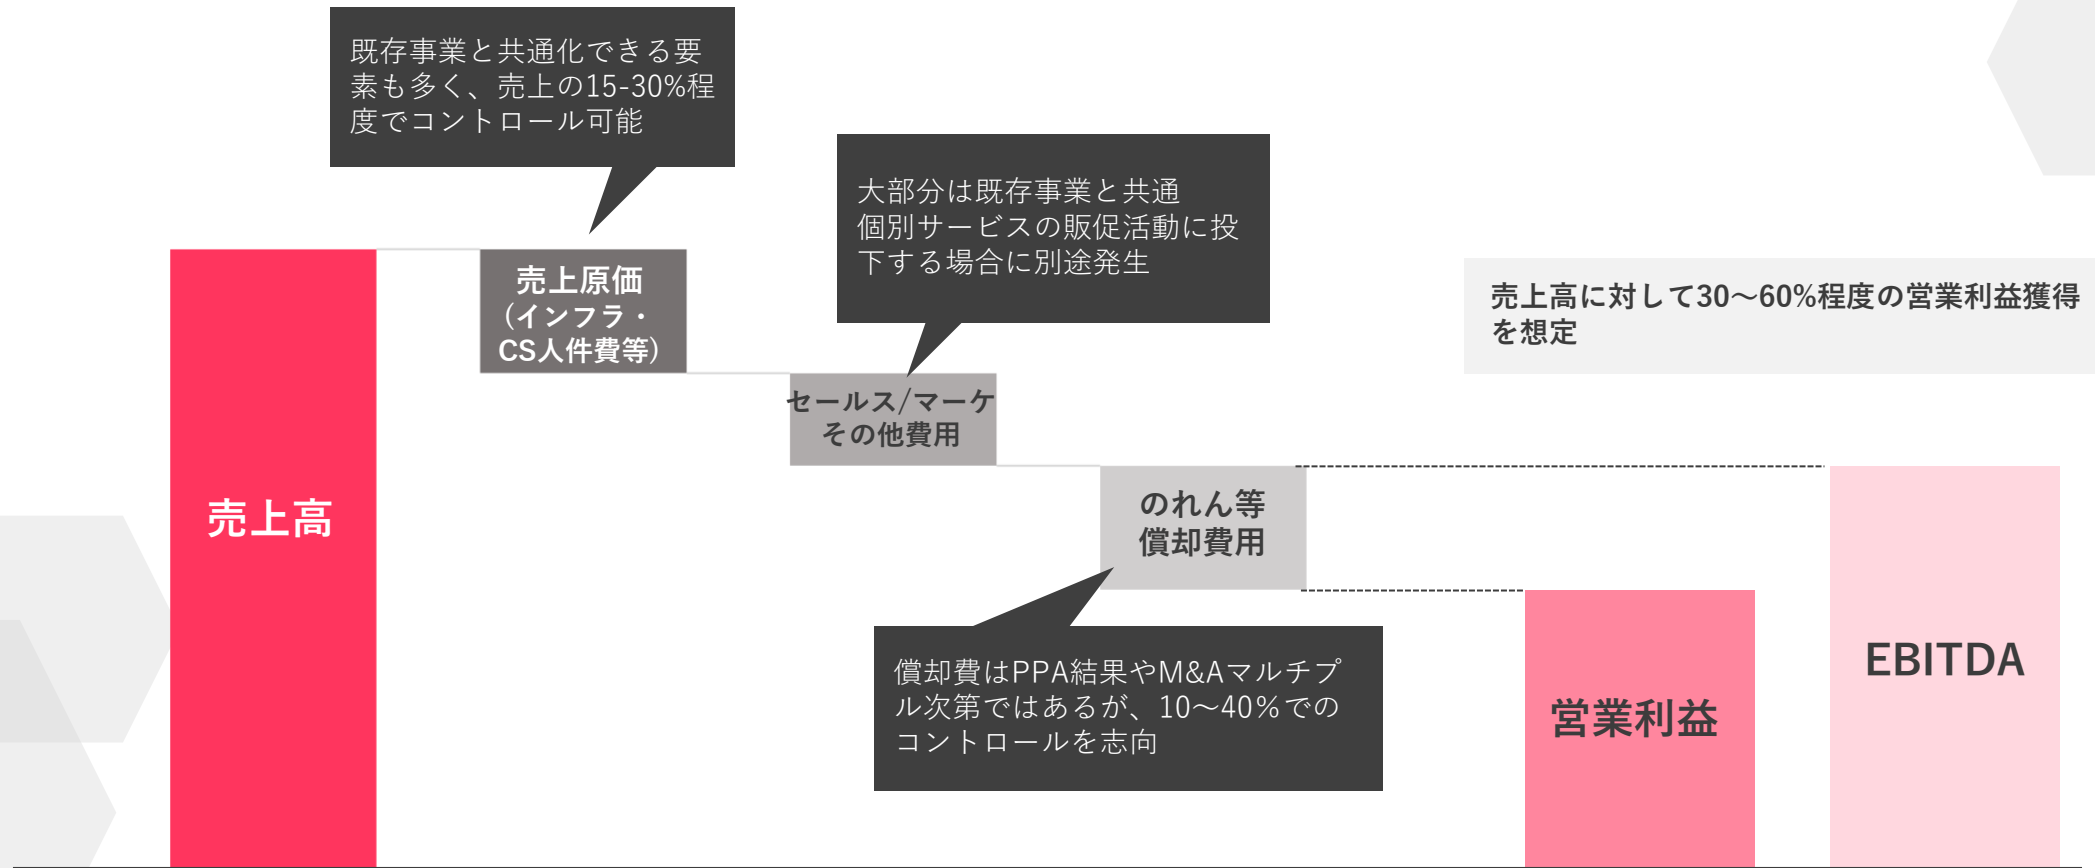 既存事業と共通化できる要
素も多く、売上の15-30%程
度でコントロール可能
大部分は既存事業と共通
個別サービスの販促活動に投
下する場合に別途発生
売上原価
(インフラ・
CS人件費等)
売上高に対して30～60%程度の営業利益獲得
を想定
セールス/マーケ
その他費用
売上高
のれん等
償却費用
償却費はPPA結果やM&Aマルチプ
ル次第ではあるが、10～40％での
コントロールを志向
営業利益
EBITDA